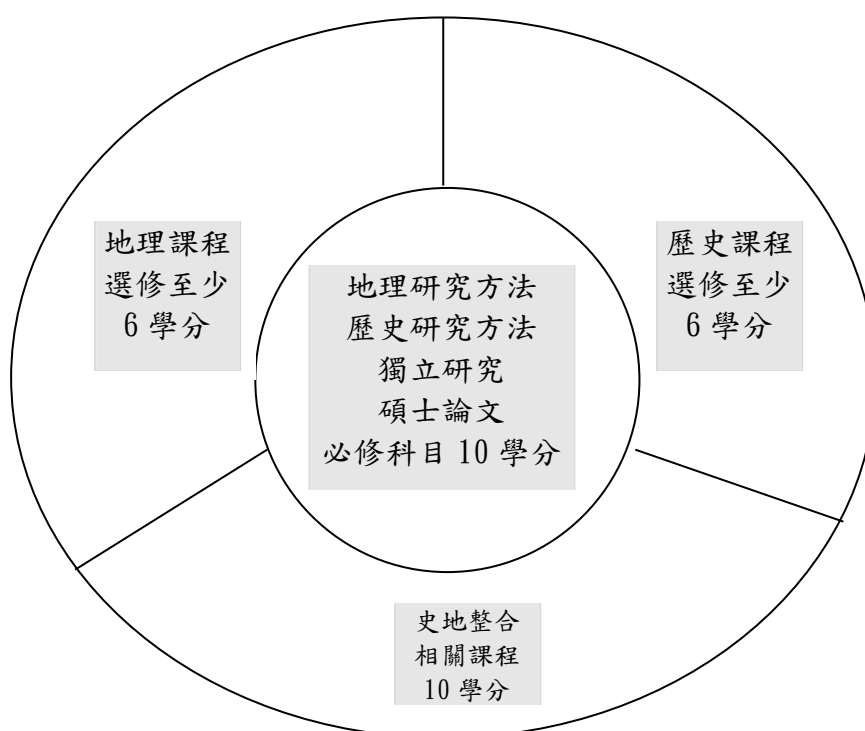 地理課程
選修至少
6 學分
歷史課程
選修至少
6 學分
地理研究方法
歷史研究方法
獨立研究
碩士論文
必修科目 10 學分
史地整合
相關課程
10 學分